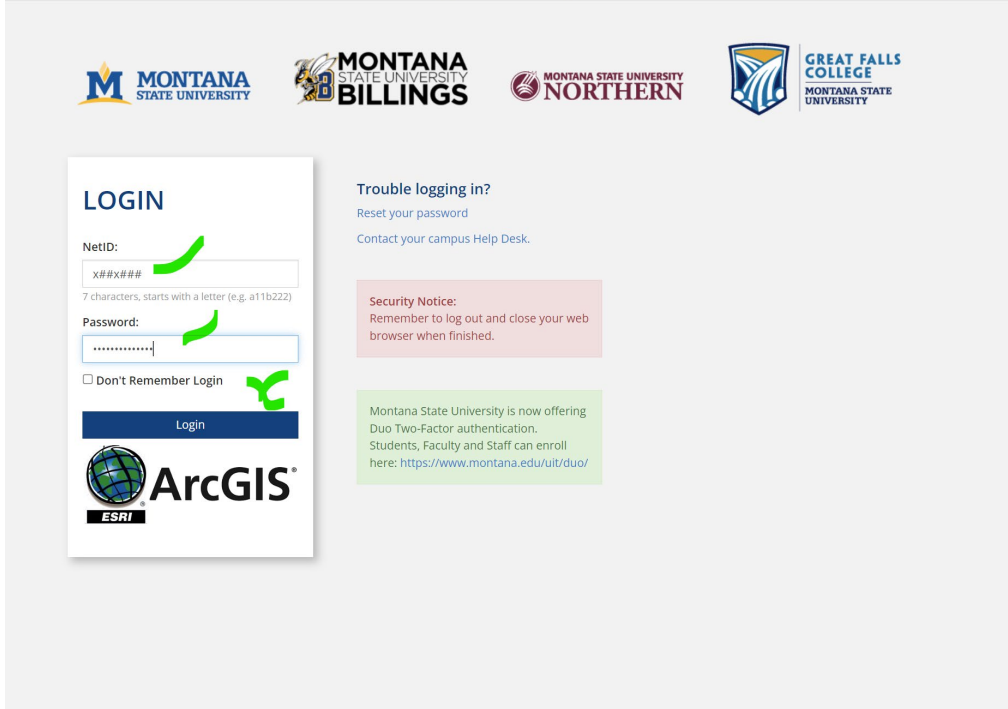 MONTANA
STATE UNIVERSITY
MONTANA
STATE UNIVERSITY
BILLINGS
B
MONTANA STATE UNIVERSITY
NORTHERN
GREAT FALLS
COLLEGE
MONTANA STATE
UNIVERSITY
LOGIN
NetID:
x##x###
7 characters, starts with a letter (e.g. a11b222)
Password:
••••••••••••••
Don't Remember Login
Login
ESRI
ArcGIS®
Trouble logging in?
Reset your password
Contact your campus Help Desk.
Security Notice:
Remember to log out and close your web
browser when finished.
Montana State University is now offering
Duo Two-Factor authentication.
Students, Faculty and Staff can enroll
here: https://www.montana.edu/uit/duo/